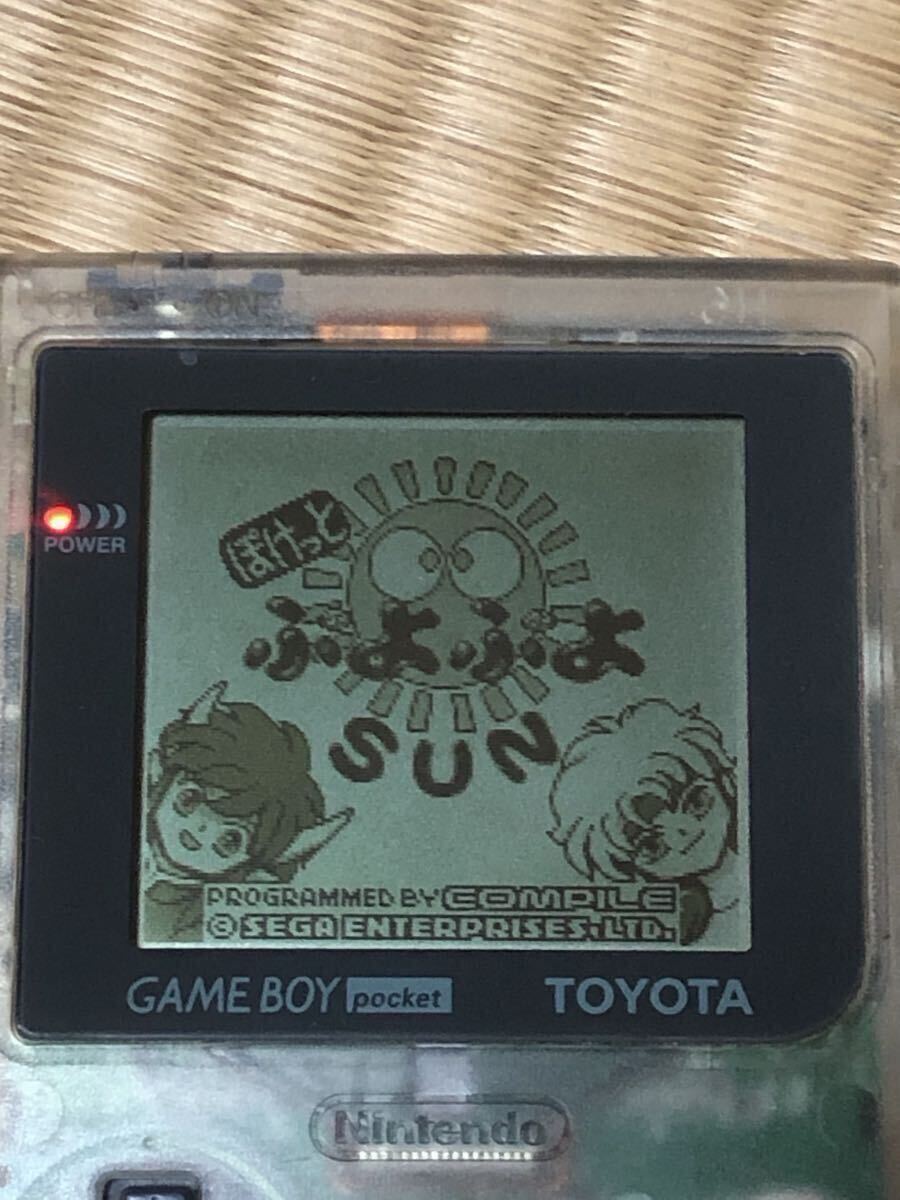 OFF ON
POWER
ぽけっと
ぷよぷよ
SUN
PROGRAMMED BY COMPILE
© SEGA ENTERPRISES, LTD.
GAME BOY pocket TOYOTA
Nintendo